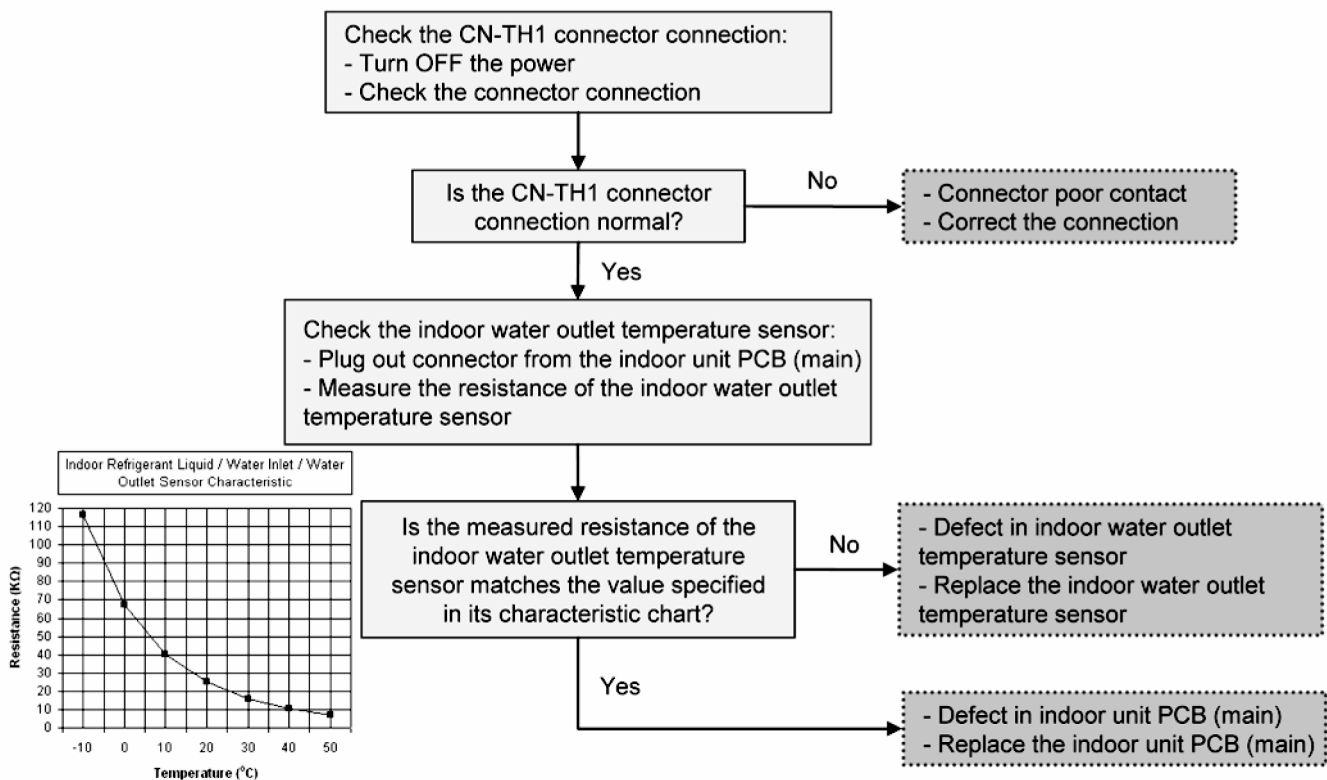 Check the CN-TH1 connector connection:
- Turn OFF the power
- Check the connector connection
Is the CN-TH1 connector
connection normal?
No
- Connector poor contact
- Correct the connection
Yes
Check the indoor water outlet temperature sensor:
- Plug out connector from the indoor unit PCB (main)
- Measure the resistance of the indoor water outlet
temperature sensor
Indoor Refrigerant Liquid / Water Inlet / Water
Outlet Sensor Characteristic
Resistance (KΩ)
120
110
100
90
80
70
60
50
40
30
20
10
0
-10 0 10 20 30 40 50
Temperature (°C)
Is the measured resistance of the
indoor water outlet temperature
sensor matches the value specified
in its characteristic chart?
No
- Defect in indoor water outlet
temperature sensor
- Replace the indoor water outlet
temperature sensor
Yes
- Defect in indoor unit PCB (main)
- Replace the indoor unit PCB (main)